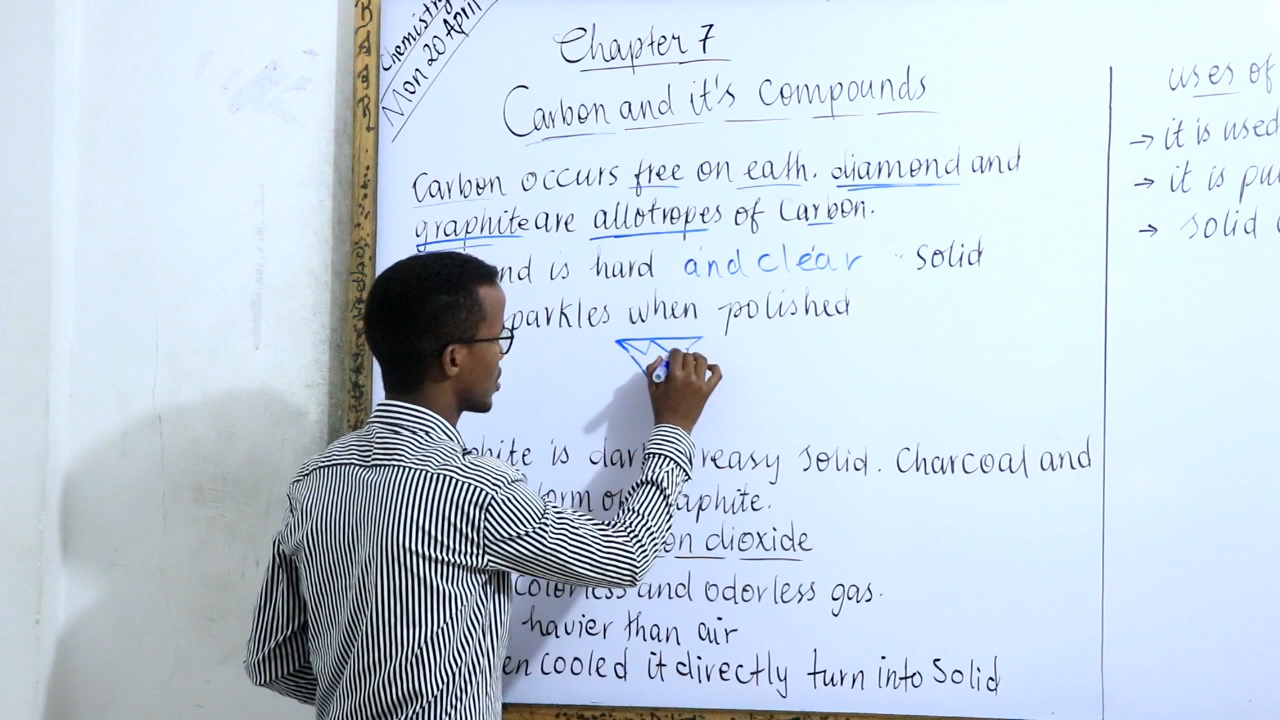 Chemistry
Mon 20 April
Chapter 7
Carbon and it's compounds
Carbon occurs free on eath. diamond and
graphite are allotropes of Carbon.
nd is hard and clear solid
parkles when polished
phite is dar reasy solid. Charcoal and
form of aphite.
on dioxide
colorless and odorless gas.
havier than air
en cooled it directly turn into Solid
uses of
→ it is used
→ it is pu
→ solid